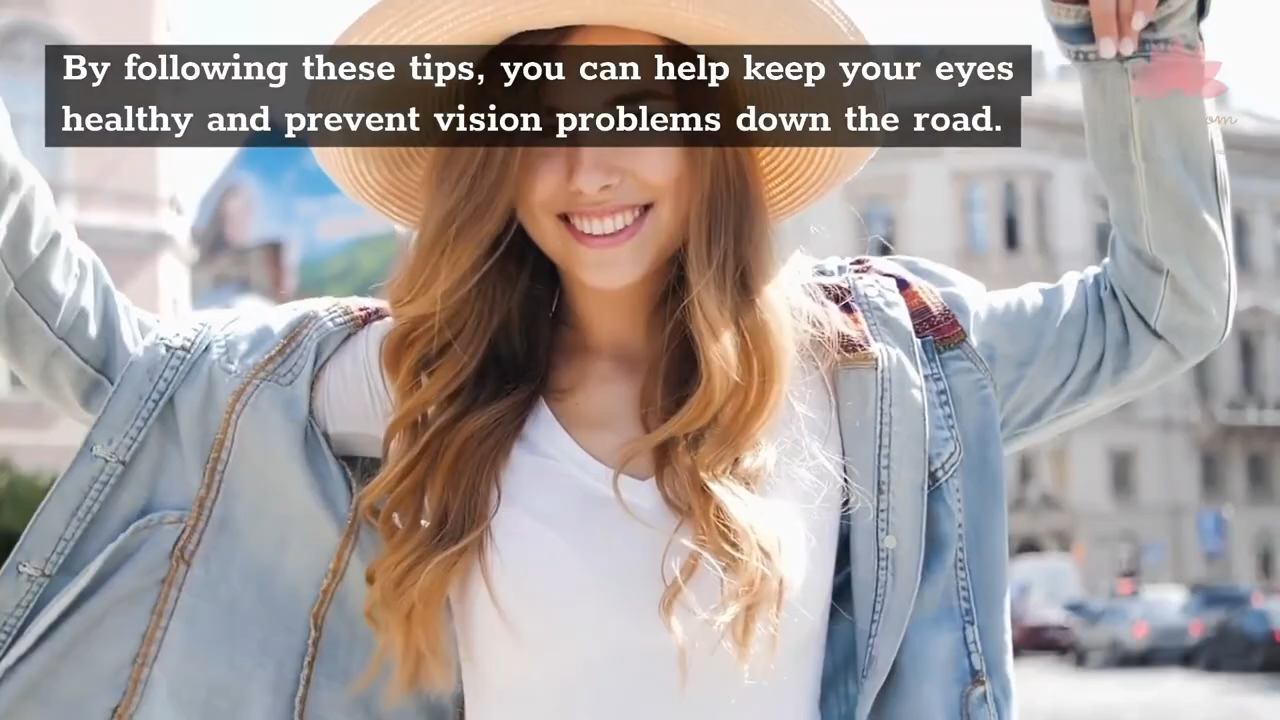 By following these tips, you can help keep your eyes
healthy and prevent vision problems down the road.